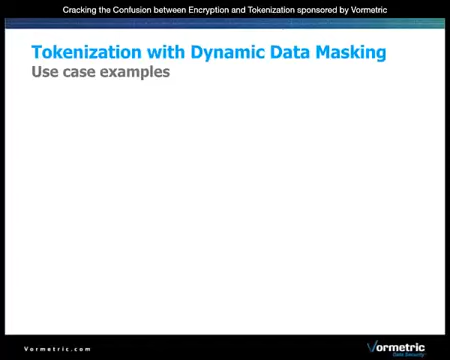 Cracking the Confusion between Encryption and Tokenization sponsored by Vormetric
Tokenization with Dynamic Data Masking
Use case examples
Vormetric.com
Vormetric
Data Security